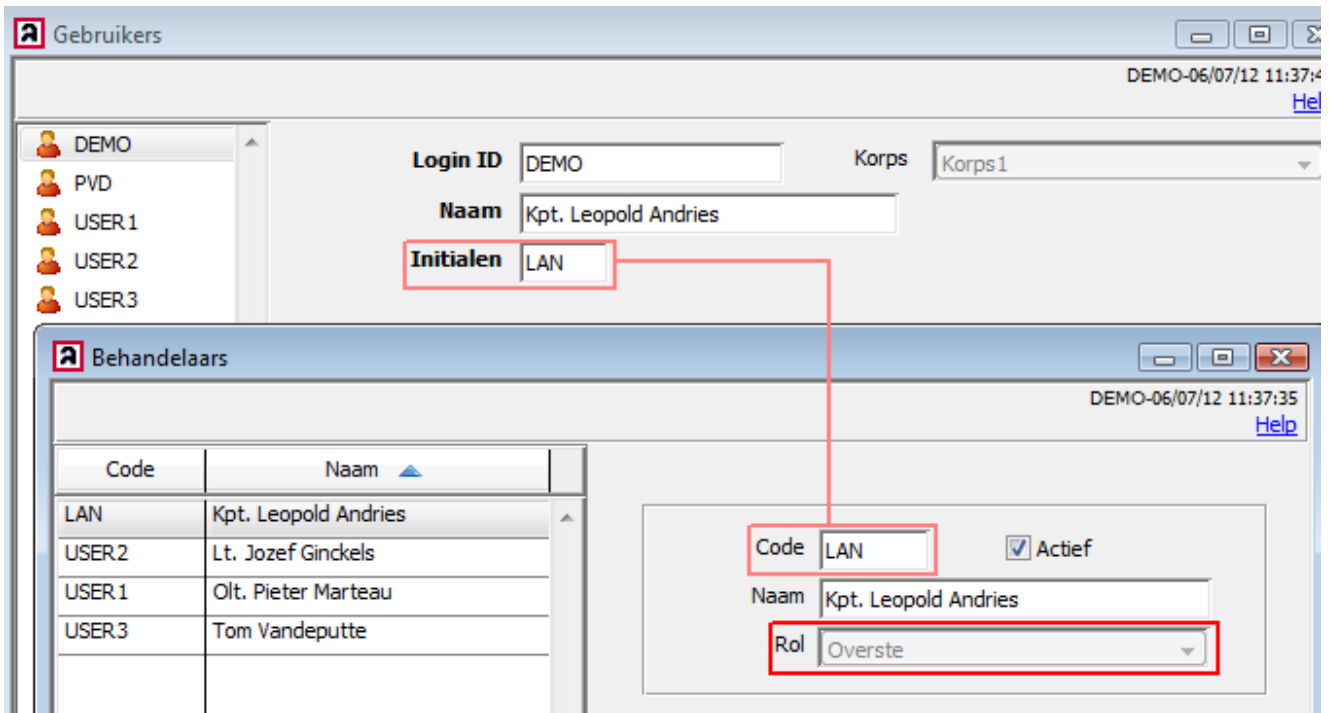 Gebruikers
DEMO-06/07/12 11:37:4
Hel
DEMO
PVD
USER1
USER2
USER3
Login ID DEMO Korps Korps1
Naam Kpt. Leopold Andries
Initialen LAN
Behandelaars
DEMO-06/07/12 11:37:35
Help
Code Naam
LAN Kpt. Leopold Andries
USER2 Lt. Jozef Ginckels
USER1 Olt. Pieter Marteau
USER3 Tom Vandeputte
Code LAN Actief
Naam Kpt. Leopold Andries
Rol Overste